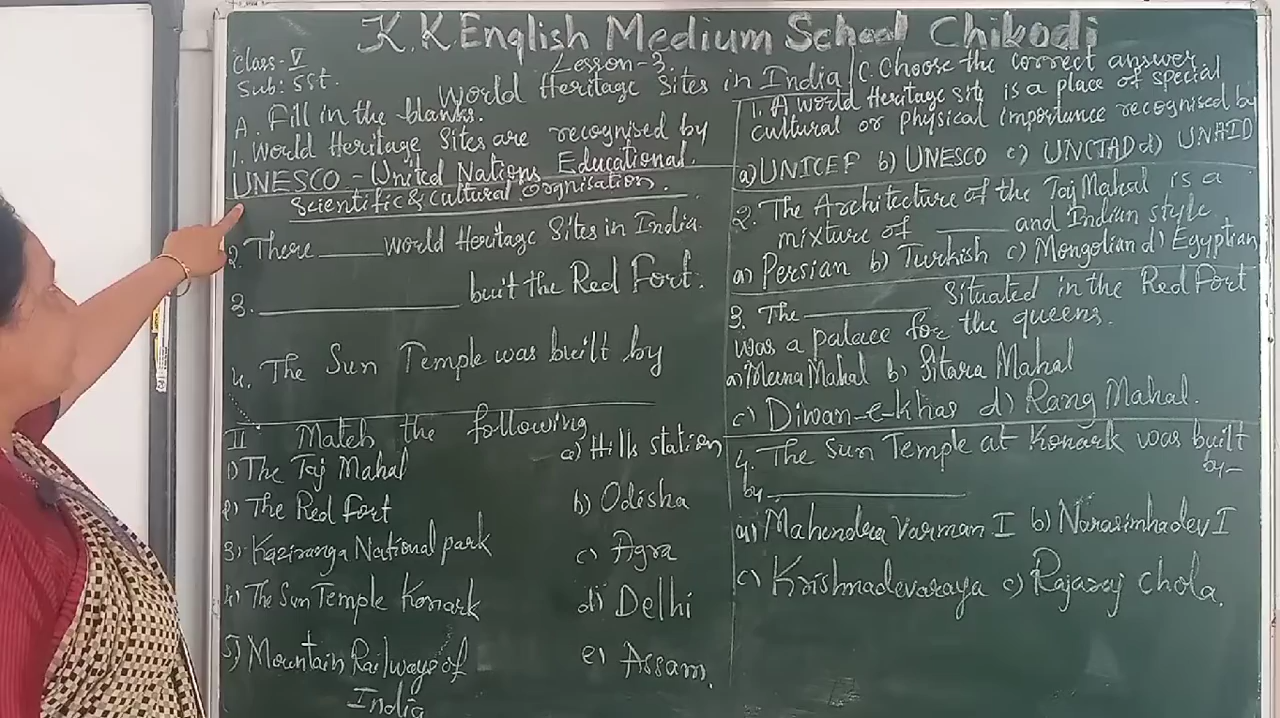 K.K English Medium School Chikodi
Class - V
Sub: SSt.
Lesson-3.
World Heritage Sites in India
A. Fill in the blanks.
1. World Heritage Sites are recognised by
UNESCO - United Nations Educational.
Scientific & Cultural Orgnisation.
2. There ____ world Heritage Sites in India.
3. ____________ built the Red Fort.
4. The Sun Temple was built by
____________
II. Match the following
1) The Taj Mahal
a) Hills station
2) The Red Fort
b) Odisha
3) Kaziranga National park
c) Agra
4) The Sun Temple Konark
d) Delhi
5) Mountain Railways of
India
e) Assam.
C. Choose the correct answer.
1. A world Heritage site is a place of special
cultural or physical importance recognised by
a) UNICEF b) UNESCO c) UNCTAD d) UNAID
2. The Architecture of the Taj Mahal is a
mixture of _____ and Indian style.
a) Persian b) Turkish c) Mongolian d) Egyptian
3. The ________ Situated in the Red Fort
was a palace for the queens.
a) Meena Mahal b) Sitara Mahal
c) Diwan-e-khas d) Rang Mahal.
4. The Sun Temple at Konark was built
by-
by ____________
a) Mahendra Varman I b) Narasimhadev I
c) Krishnadevaraya c) Rajaraj Chola.